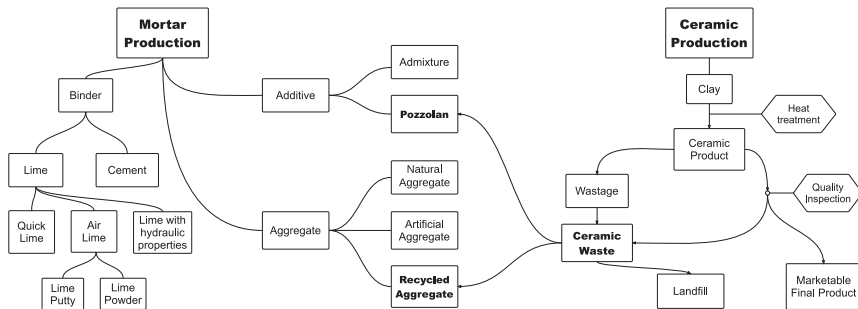 Mortar
Production
Binder
Lime
Cement
Quick
Lime
Air
Lime
Lime with
hydraulic
properties
Lime
Putty
Lime
Powder
Additive
Admixture
Pozzolan
Aggregate
Natural
Aggregate
Artificial
Aggregate
Recycled
Aggregate
Ceramic
Production
Clay
Heat
treatment
Ceramic
Product
Wastage
Quality
Inspection
Ceramic
Waste
Landfill
Marketable
Final Product